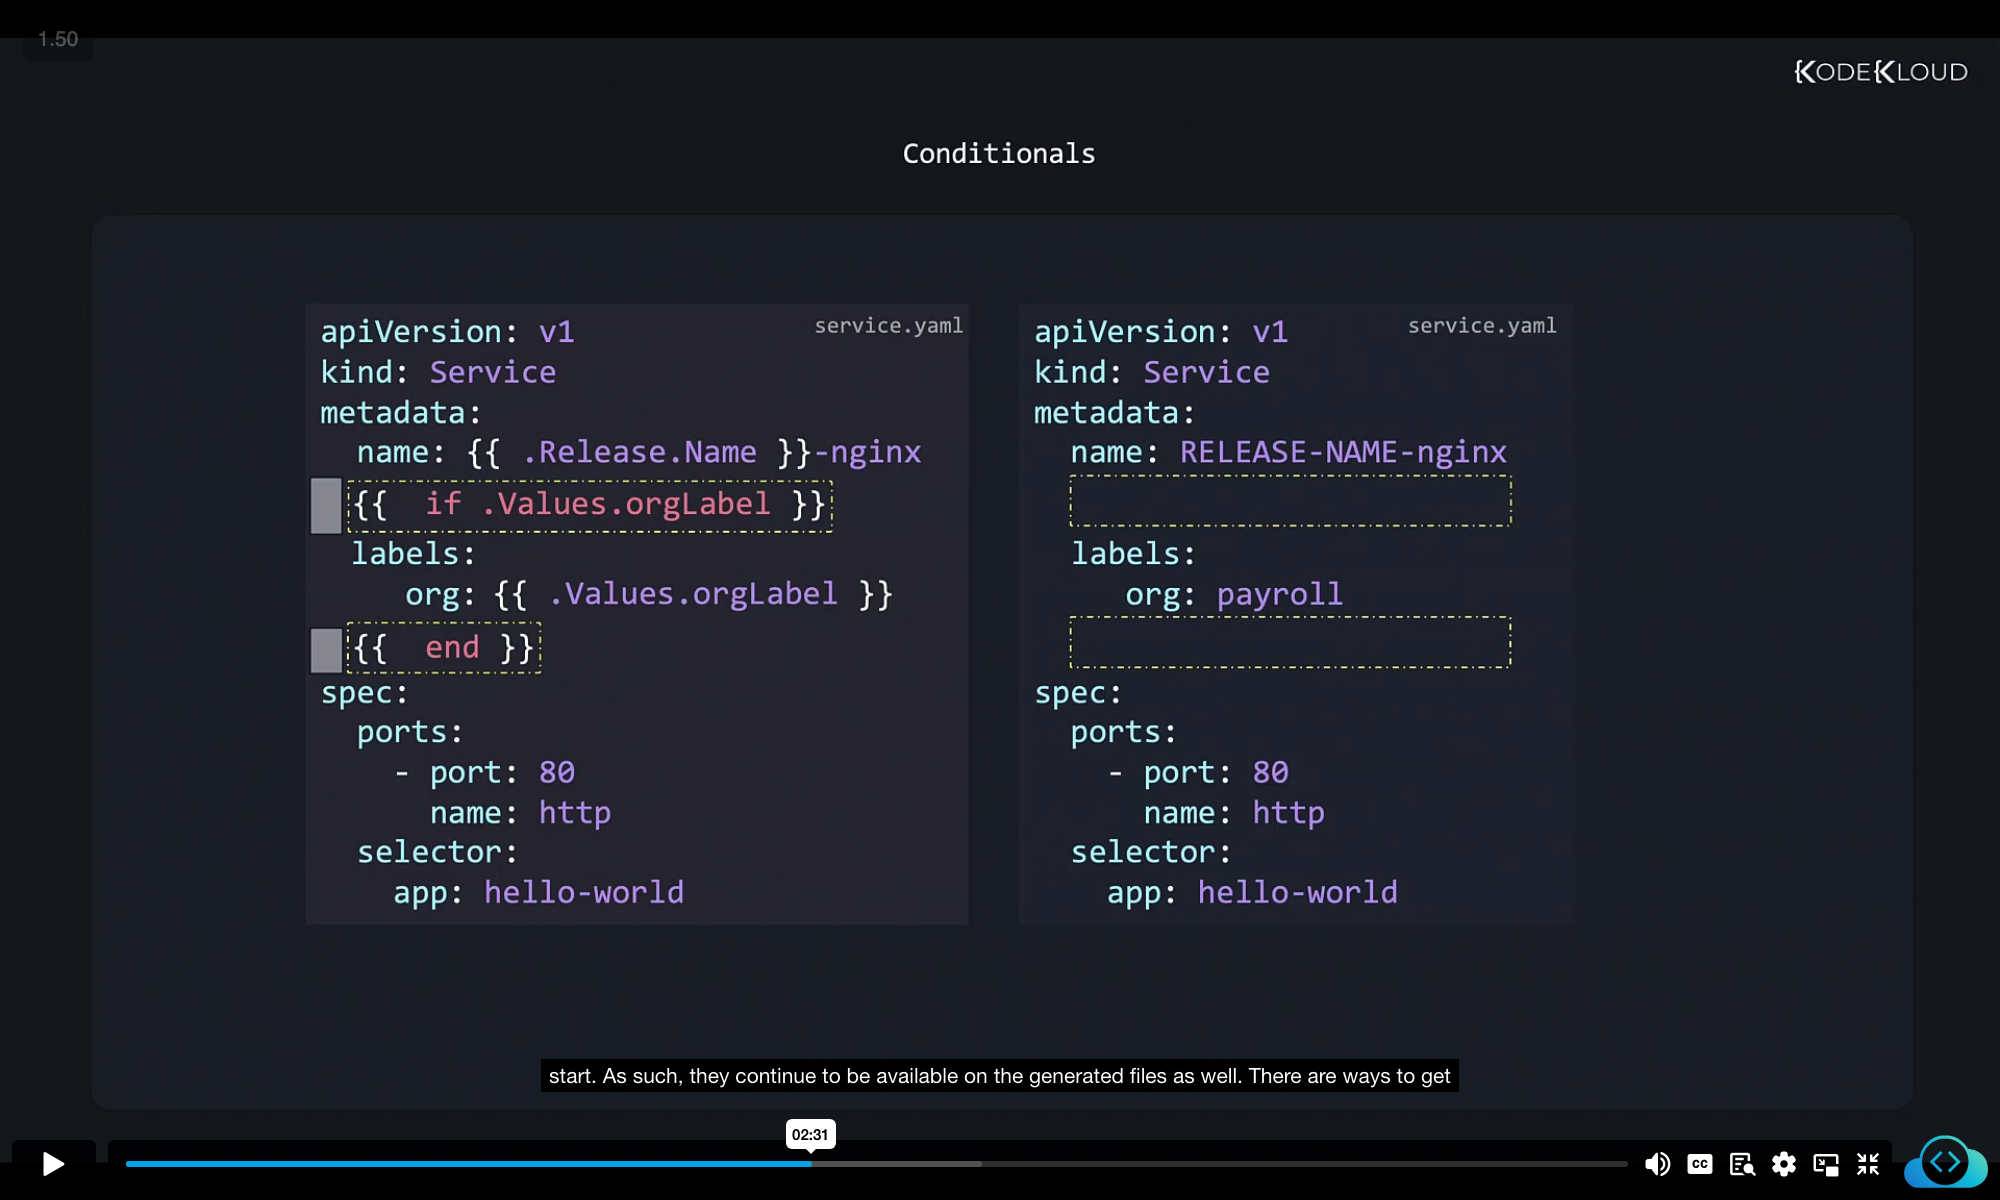 1.50
KODEKLOUD
Conditionals
service.yaml
apiVersion: v1
kind: Service
metadata:
  name: {{ .Release.Name }}-nginx
  {{  if .Values.orgLabel }}
  labels:
    org: {{ .Values.orgLabel }}
  {{  end }}
spec:
  ports:
    - port: 80
      name: http
  selector:
    app: hello-world
service.yaml
apiVersion: v1
kind: Service
metadata:
  name: RELEASE-NAME-nginx
  labels:
    org: payroll
spec:
  ports:
    - port: 80
      name: http
  selector:
    app: hello-world
start. As such, they continue to be available on the generated files as well. There are ways to get
02:31
CC